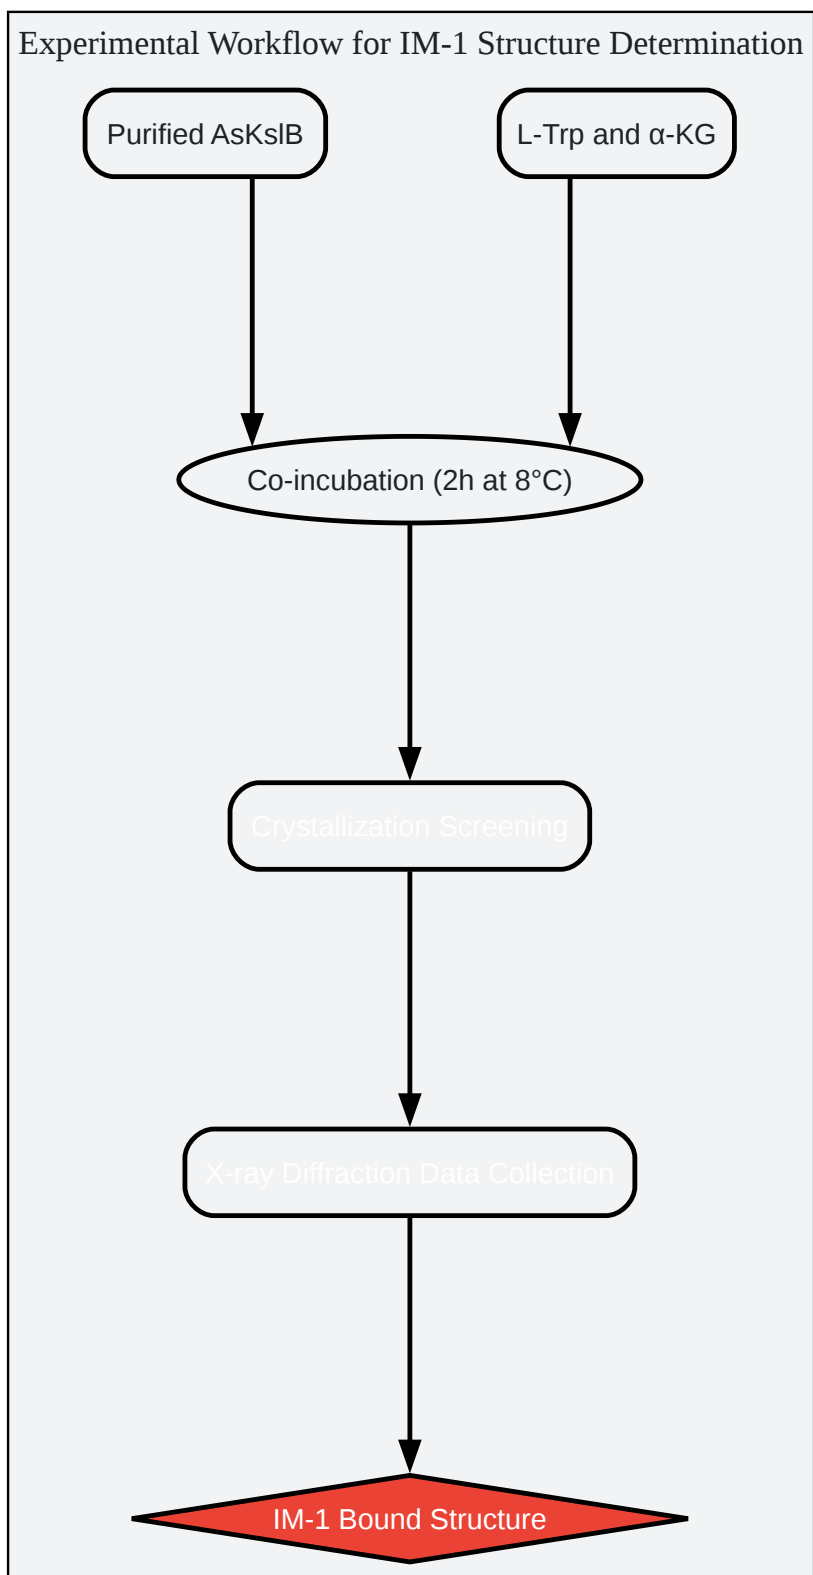 Experimental Workflow for IM-1 Structure Determination
Purified AsKslB
L-Trp and α-KG
Co-incubation (2h at 8°C)
Crystallization Screening
X-ray Diffraction Data Collection
IM-1 Bound Structure